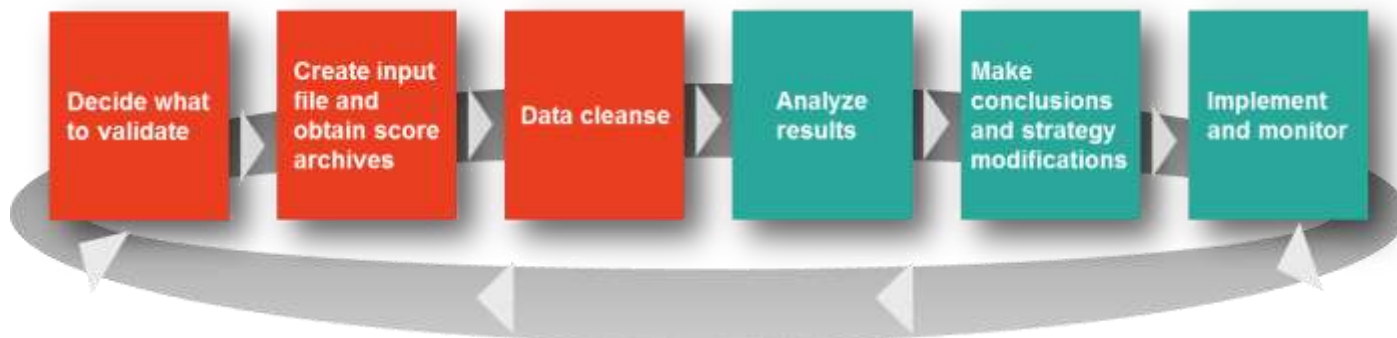 Decide what
to validate
Create input
file and
obtain score
archives
Data cleanse
Analyze
results
Make
conclusions
and strategy
modifications
Implement
and monitor